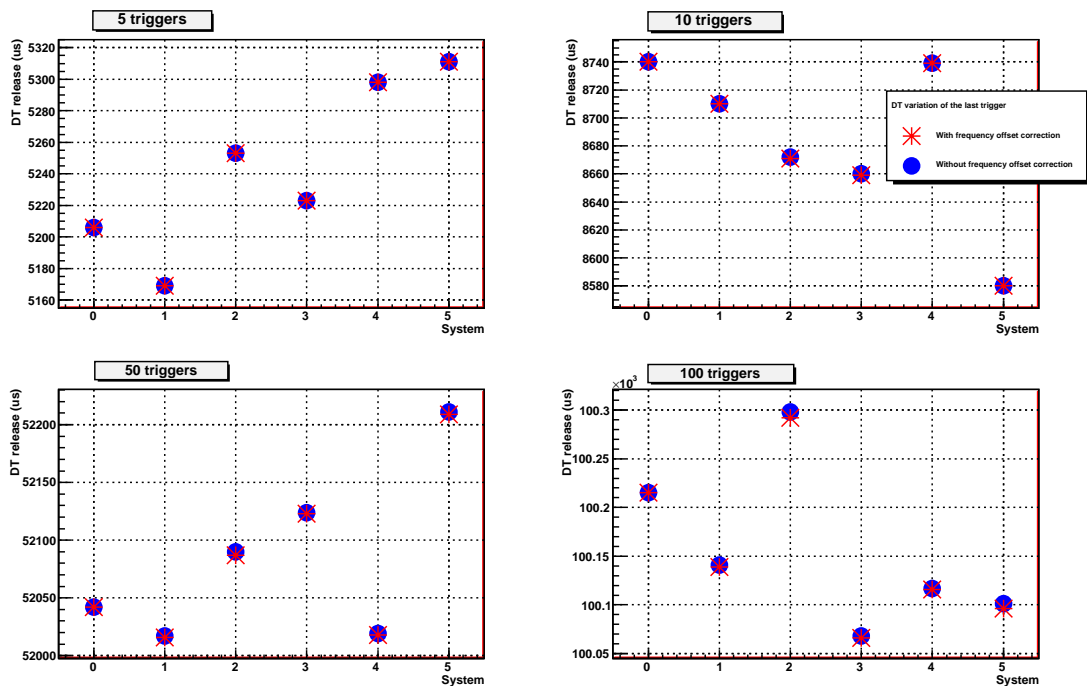 5 triggers
DT release (us)
5320
5300
5280
5260
5240
5220
5200
5180
5160
0 1 2 3 4 5
System
10 triggers
DT release (us)
8740
8720
8700
8680
8660
8640
8620
8600
8580
0 1 2 3 4 5
System
DT variation of the last trigger
With frequency offset correction
Without frequency offset correction
50 triggers
DT release (us)
52200
52150
52100
52050
52000
0 1 2 3 4 5
System
100 triggers
×10³
DT release (us)
100.3
100.25
100.2
100.15
100.1
100.05
0 1 2 3 4 5
System